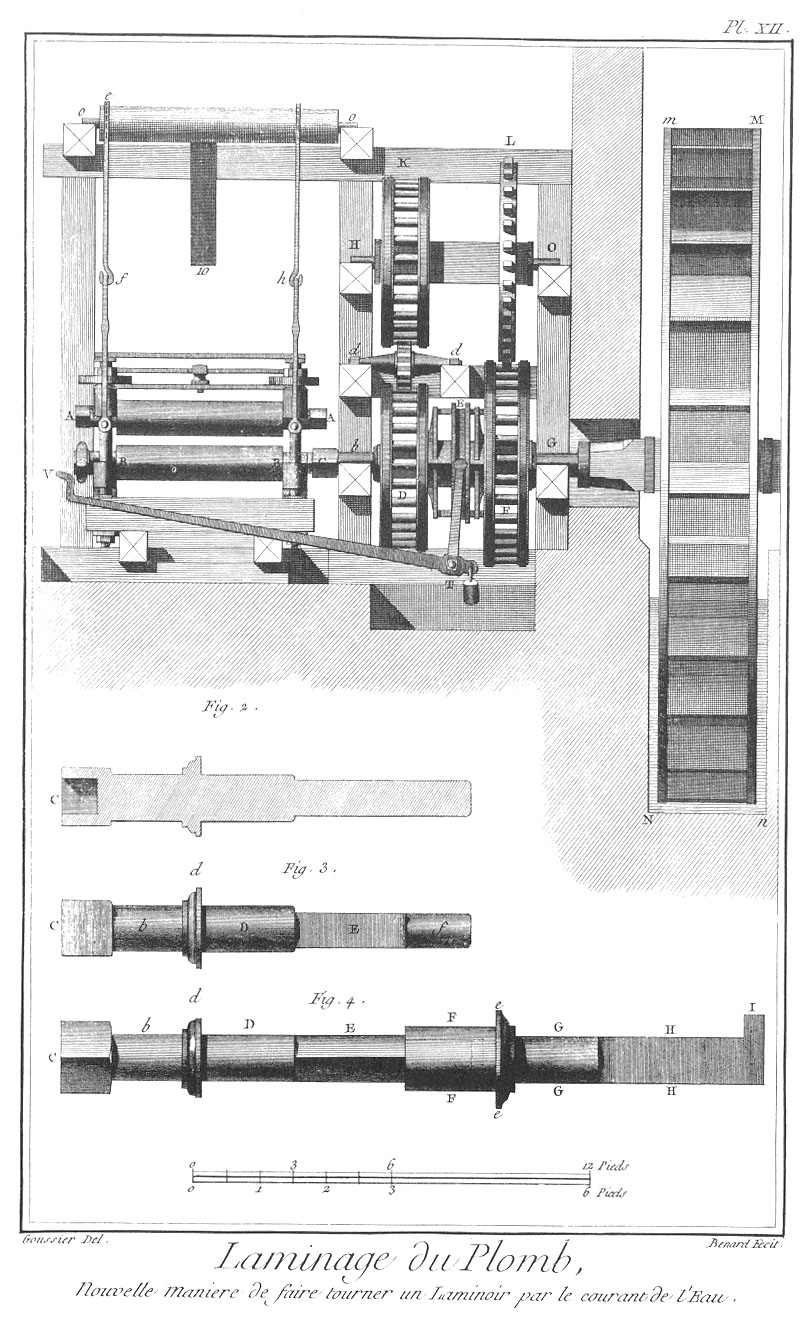 Pl. XII.
m M
e
o o
L
K
H O
10
f h
d d
A A E
V B B C b G
D F
T
N n
Fig. 2.
C
Fig. 3.
d
C b D E f
Fig. 4.
d e I
b D E F G H
C
F G H
e
0 3 6 12 Pieds
0 1 2 3 6 Pieds
Goussier Del. Benard Fecit
Laminage du Plomb,
Nouvelle maniere de faire tourner un Laminoir par le courant de l'Eau.